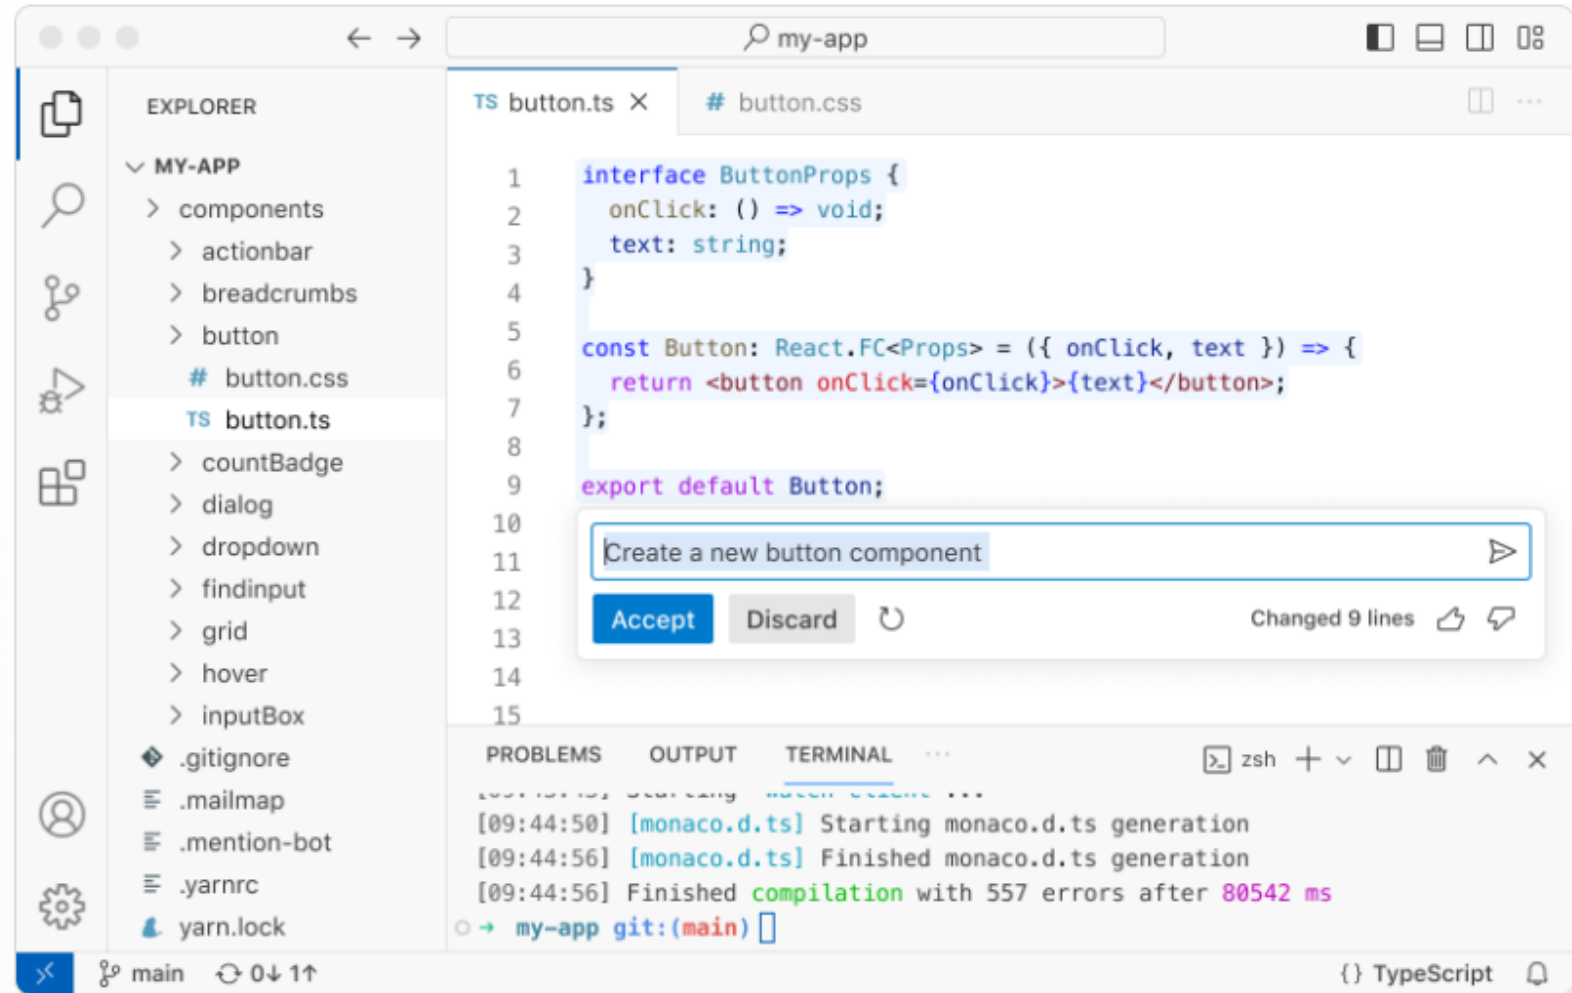 my-app
EXPLORER
MY-APP
components
actionbar
breadcrumbs
button
# button.css
TS button.ts
countBadge
dialog
dropdown
findinput
grid
hover
inputBox
.gitignore
.mailmap
.mention-bot
.yarnrc
yarn.lock
TS button.ts
# button.css
1 interface ButtonProps {
2 onClick: () => void;
3 text: string;
4 }
5
6 const Button: React.FC<Props> = ({ onClick, text }) => {
7 return <button onClick={onClick}>{text}</button>;
8 };
9 export default Button;
10
11
12
13
14
15
Create a new button component
Accept Discard Changed 9 lines
PROBLEMS OUTPUT TERMINAL ···
zsh
[09:44:50] [monaco.d.ts] Starting monaco.d.ts generation
[09:44:56] [monaco.d.ts] Finished monaco.d.ts generation
[09:44:56] Finished compilation with 557 errors after 80542 ms
→ my-app git:(main)
main 0↓ 1↑
{} TypeScript